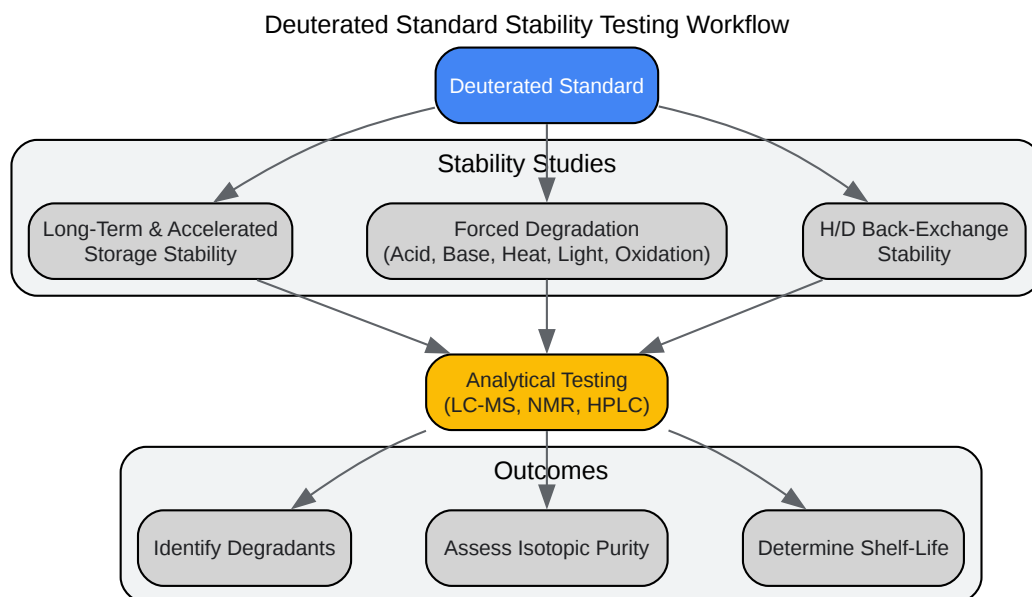 Deuterated Standard Stability Testing Workflow
Deuterated Standard
Stability Studies
Long-Term & Accelerated
Storage Stability
Forced Degradation
(Acid, Base, Heat, Light, Oxidation)
H/D Back-Exchange
Stability
Analytical Testing
(LC-MS, NMR, HPLC)
Outcomes
Identify Degradants
Assess Isotopic Purity
Determine Shelf-Life